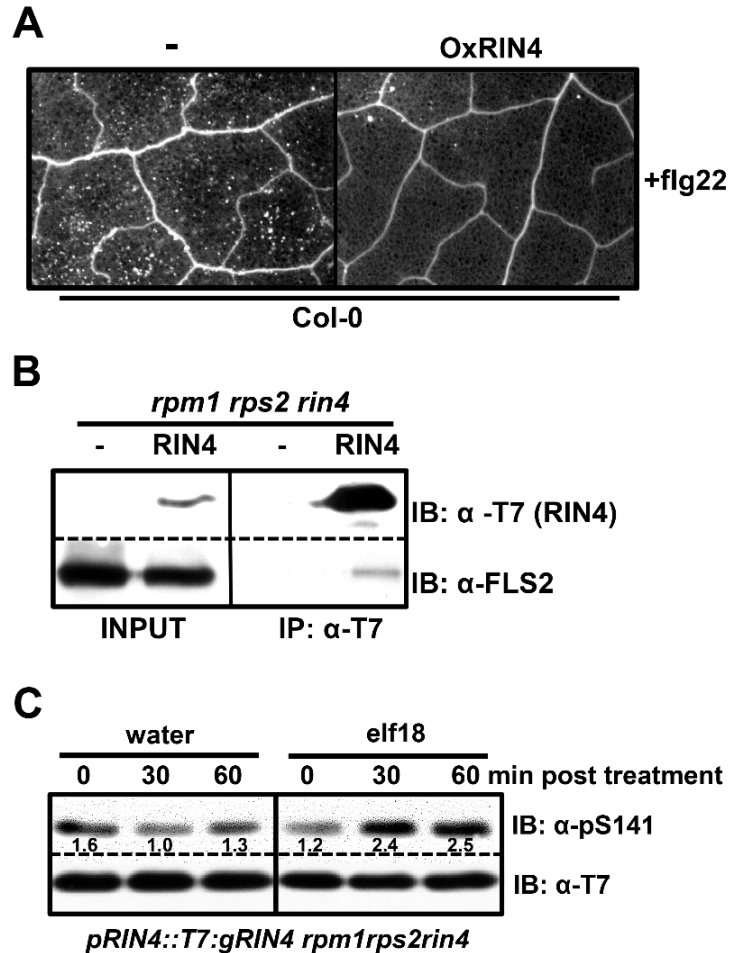 A
- OxRIN4
+flg22
Col-0
B
rpm1 rps2 rin4
- RIN4 - RIN4
IB: α -T7 (RIN4)
IB: α-FLS2
INPUT IP: α-T7
C
water elf18
0 30 60 0 30 60 min post treatment
IB: α-pS141
1.6 1.0 1.3 1.2 2.4 2.5
IB: α-T7
pRIN4::T7:gRIN4 rpm1rps2rin4